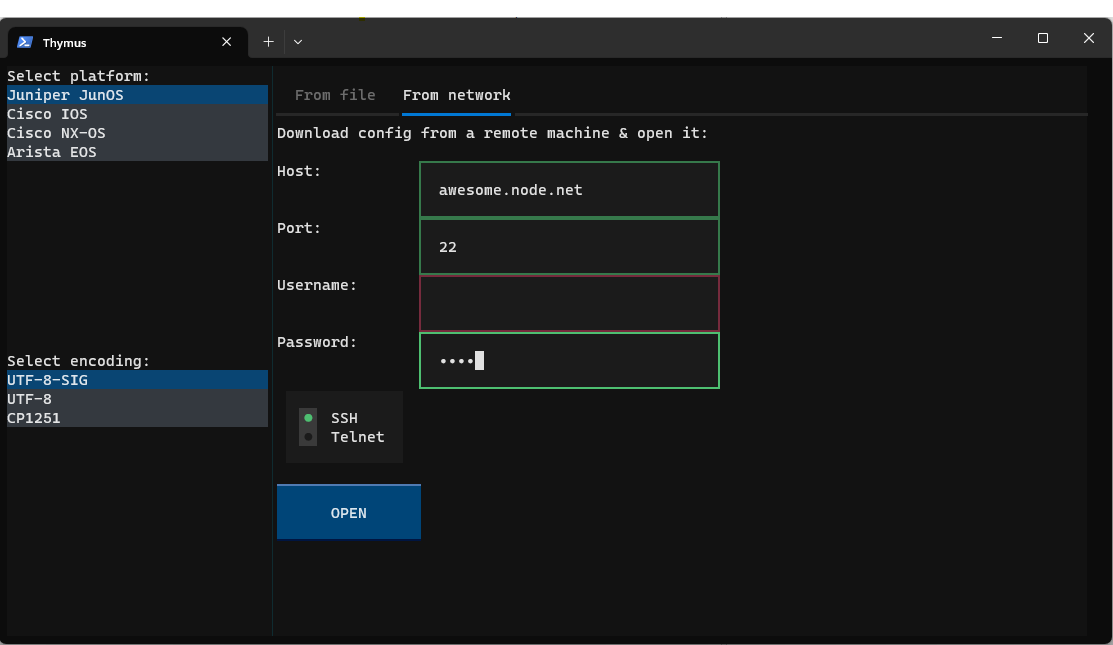 Thymus
Select platform:
Juniper JunOS
Cisco IOS
Cisco NX-OS
Arista EOS
Select encoding:
UTF-8-SIG
UTF-8
CP1251
From file From network
Download config from a remote machine & open it:
Host:
awesome.node.net
Port:
22
Username:
Password:
••••
SSH
Telnet
OPEN